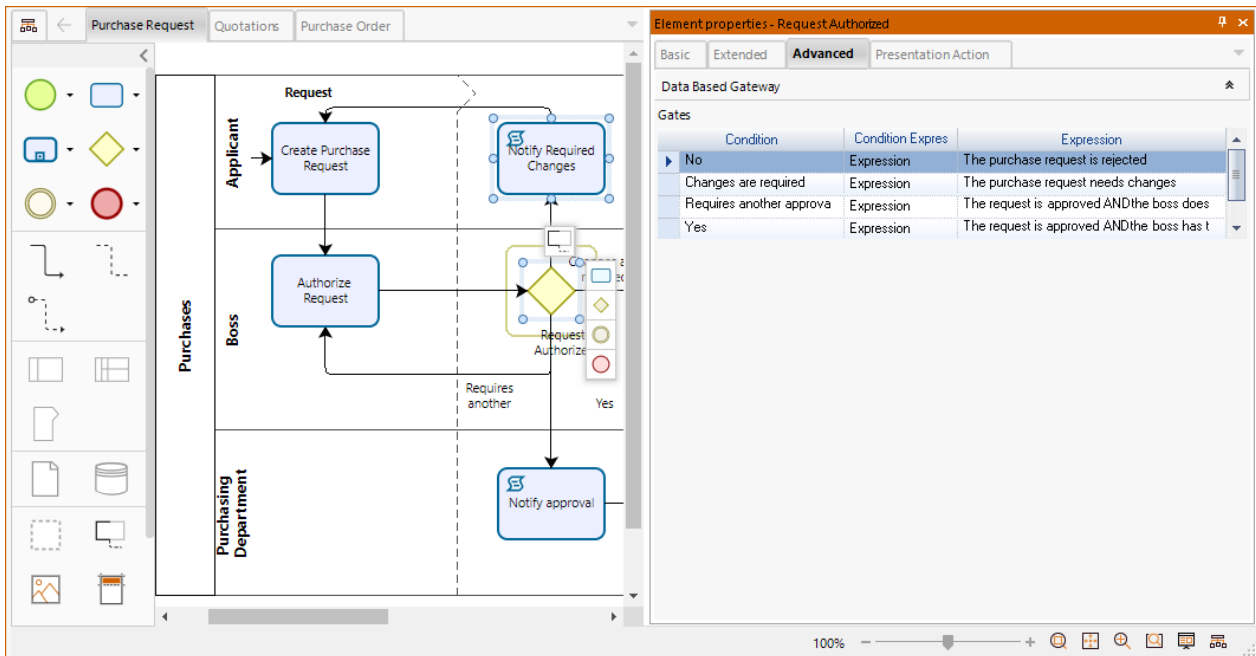 Purchase Request
Quotations
Purchase Order
Purchases
Request
Applicant
Create Purchase
Request
Notify Required
Changes
Boss
Authorize
Request
Request
Authorize
Requires
another
Yes
Purchasing
Department
Notify approval
Element properties - Request Authorized
Basic
Extended
Advanced
Presentation Action
Data Based Gateway
Gates
Condition Condition Expres Expression
No Expression The purchase request is rejected
Changes are required Expression The purchase request needs changes
Requires another approva Expression The request is approved ANDthe boss does
Yes Expression The request is approved ANDthe boss has t
100%